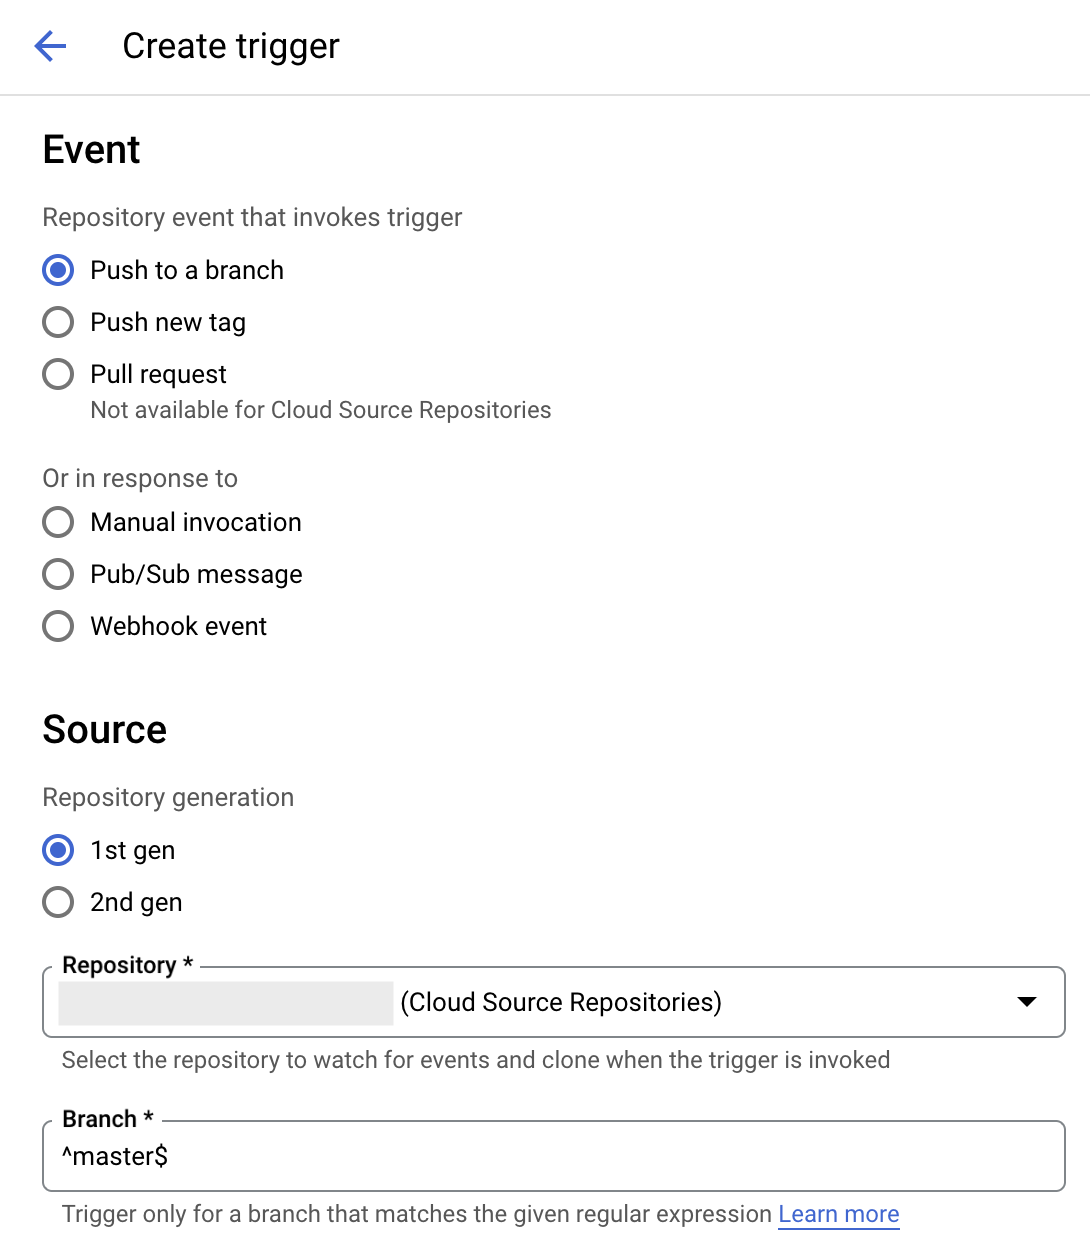 Create trigger
Event
Repository event that invokes trigger
Push to a branch
Push new tag
Pull request
Not available for Cloud Source Repositories
Or in response to
Manual invocation
Pub/Sub message
Webhook event
Source
Repository generation
1st gen
2nd gen
Repository *
(Cloud Source Repositories)
Select the repository to watch for events and clone when the trigger is invoked
Branch *
^master$
Trigger only for a branch that matches the given regular expression Learn more